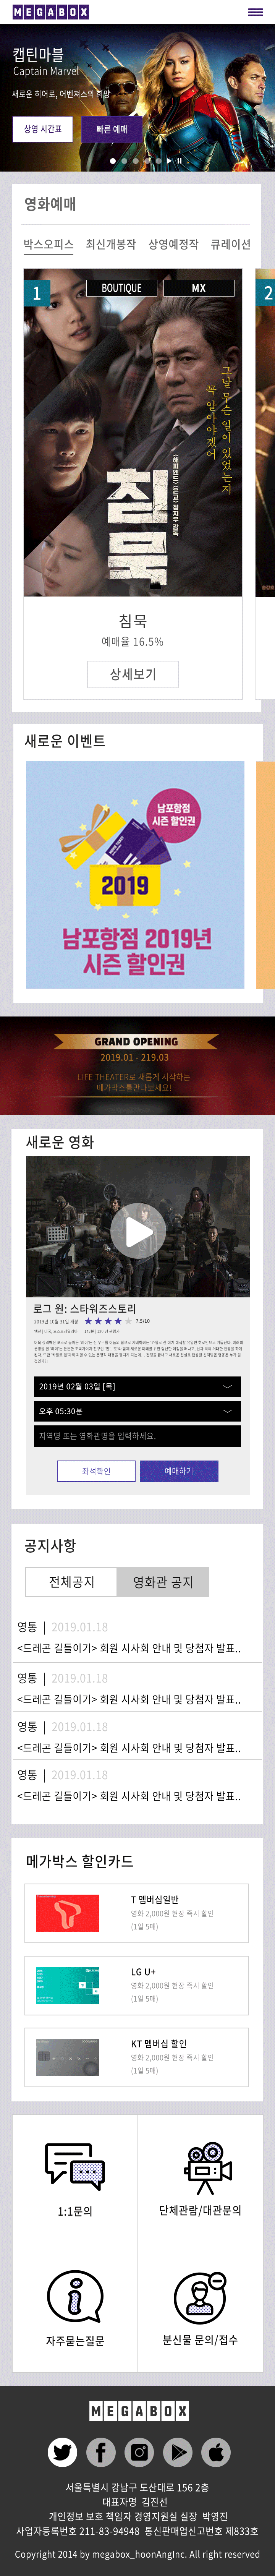 MEGABOX
캡틴마블
Captain Marvel
새로운 히어로, 어벤져스의 희망
상영 시간표
빠른 예매
영화예매
박스오피스 최신개봉작 상영예정작 큐레이션
1
BOUTIQUE
MX
2
그날 무슨 일이 있었는지
꼭 알아야겠어
침묵
침묵
예매율 16.5%
상세보기
새로운 이벤트
남포항점
시즌 할인권
2019
남포항점 2019년
시즌 할인권
GRAND OPENING
2019.01 - 219.03
LIFE THEATER로 새롭게 시작하는
메가박스를만나보세요!
새로운 영화
로그 원: 스타워즈스토리
2019년 10월 31일 개봉
7.5/10
2019년 02월 03일 [목]
오후 05:30분
지역명 또는 영화관명을 입력하세요.
좌석확인
예매하기
공지사항
전체공지
영화관 공지
영통 | 2019.01.18
<드레곤 길들이기> 회원 시사회 안내 및 당첨자 발표..
영통 | 2019.01.18
<드레곤 길들이기> 회원 시사회 안내 및 당첨자 발표..
영통 | 2019.01.18
<드레곤 길들이기> 회원 시사회 안내 및 당첨자 발표..
영통 | 2019.01.18
<드레곤 길들이기> 회원 시사회 안내 및 당첨자 발표..
메가박스 할인카드
T 멤버십일반
영화 2,000원 현장 즉시 할인
(1일 5매)
LG U+
영화 2,000원 현장 즉시 할인
(1일 5매)
KT 멤버십 할인
영화 2,000원 현장 즉시 할인
(1일 5매)
1:1문의
단체관람/대관문의
자주묻는질문
분신물 문의/접수
MEGABOX
서울특별시 강남구 도산대로 156 2층
대표자명 김진선
개인정보 보호 책임자 경영지원실 실장 박영진
사업자등록번호 211-83-94948 통신판매업신고번호 제833호
Copyright 2014 by megabox_hoonAngInc. All right reserved